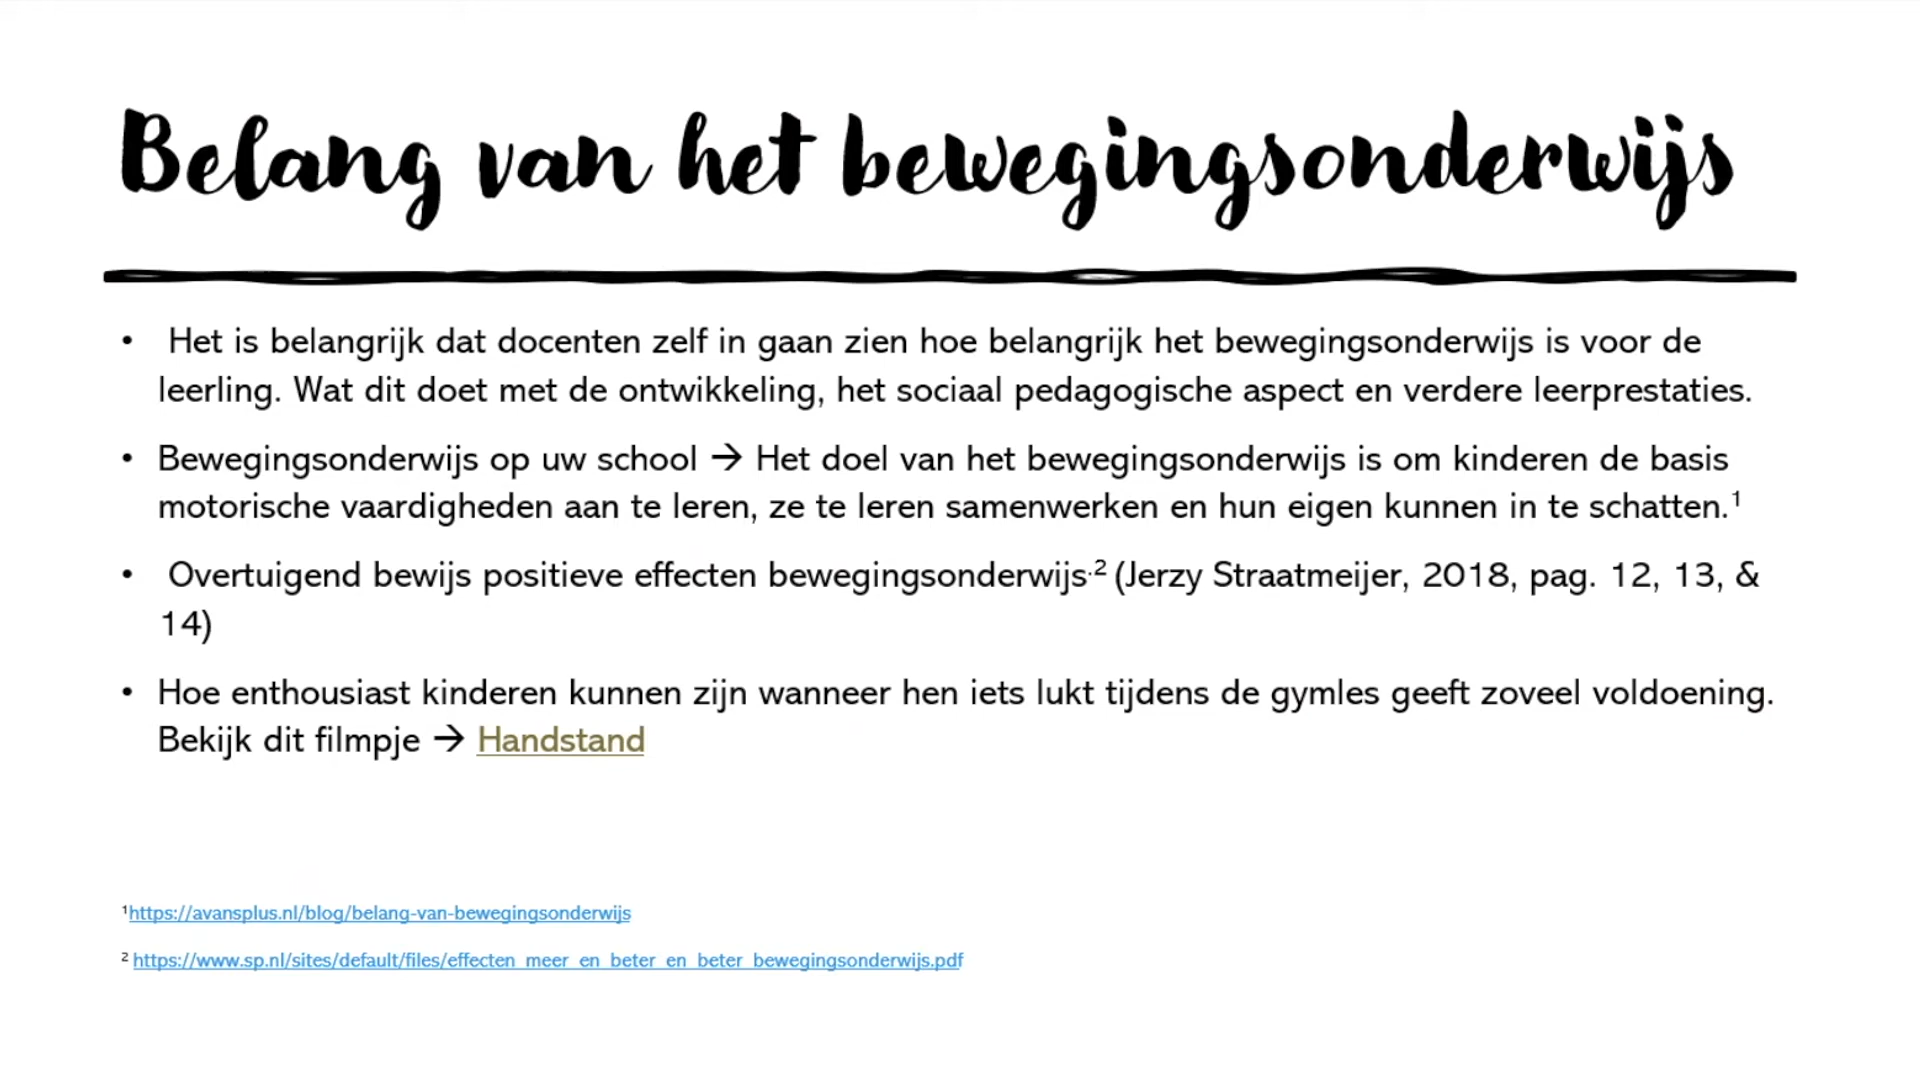 Belang van het bewegingsonderwijs
• Het is belangrijk dat docenten zelf in gaan zien hoe belangrijk het bewegingsonderwijs is voor de
leerling. Wat dit doet met de ontwikkeling, het sociaal pedagogische aspect en verdere leerprestaties.
• Bewegingsonderwijs op uw school → Het doel van het bewegingsonderwijs is om kinderen de basis
motorische vaardigheden aan te leren, ze te leren samenwerken en hun eigen kunnen in te schatten.¹
• Overtuigend bewijs positieve effecten bewegingsonderwijs.² (Jerzy Straatmeijer, 2018, pag. 12, 13, &
14)
• Hoe enthousiast kinderen kunnen zijn wanneer hen iets lukt tijdens de gymles geeft zoveel voldoening.
Bekijk dit filmpje → Handstand
¹https://avansplus.nl/blog/belang-van-bewegingsonderwijs
² https://www.sp.nl/sites/default/files/effecten_meer_en_beter_en_beter_bewegingsonderwijs.pdf